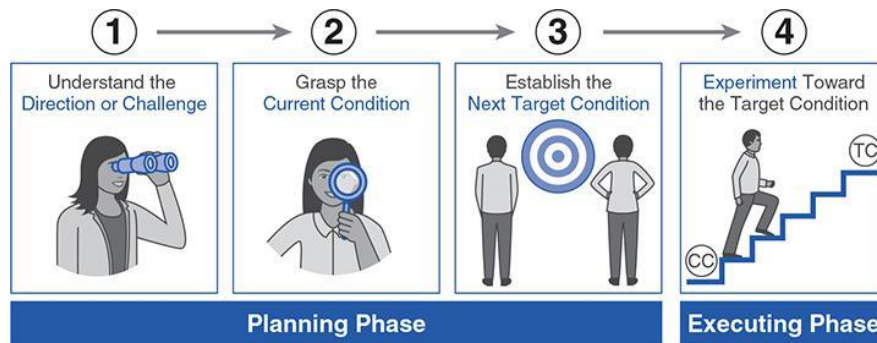 1
2
3
4
Understand the
Direction or Challenge
Grasp the
Current Condition
Establish the
Next Target Condition
Experiment Toward
the Target Condition
CC
TC
Planning Phase
Executing Phase